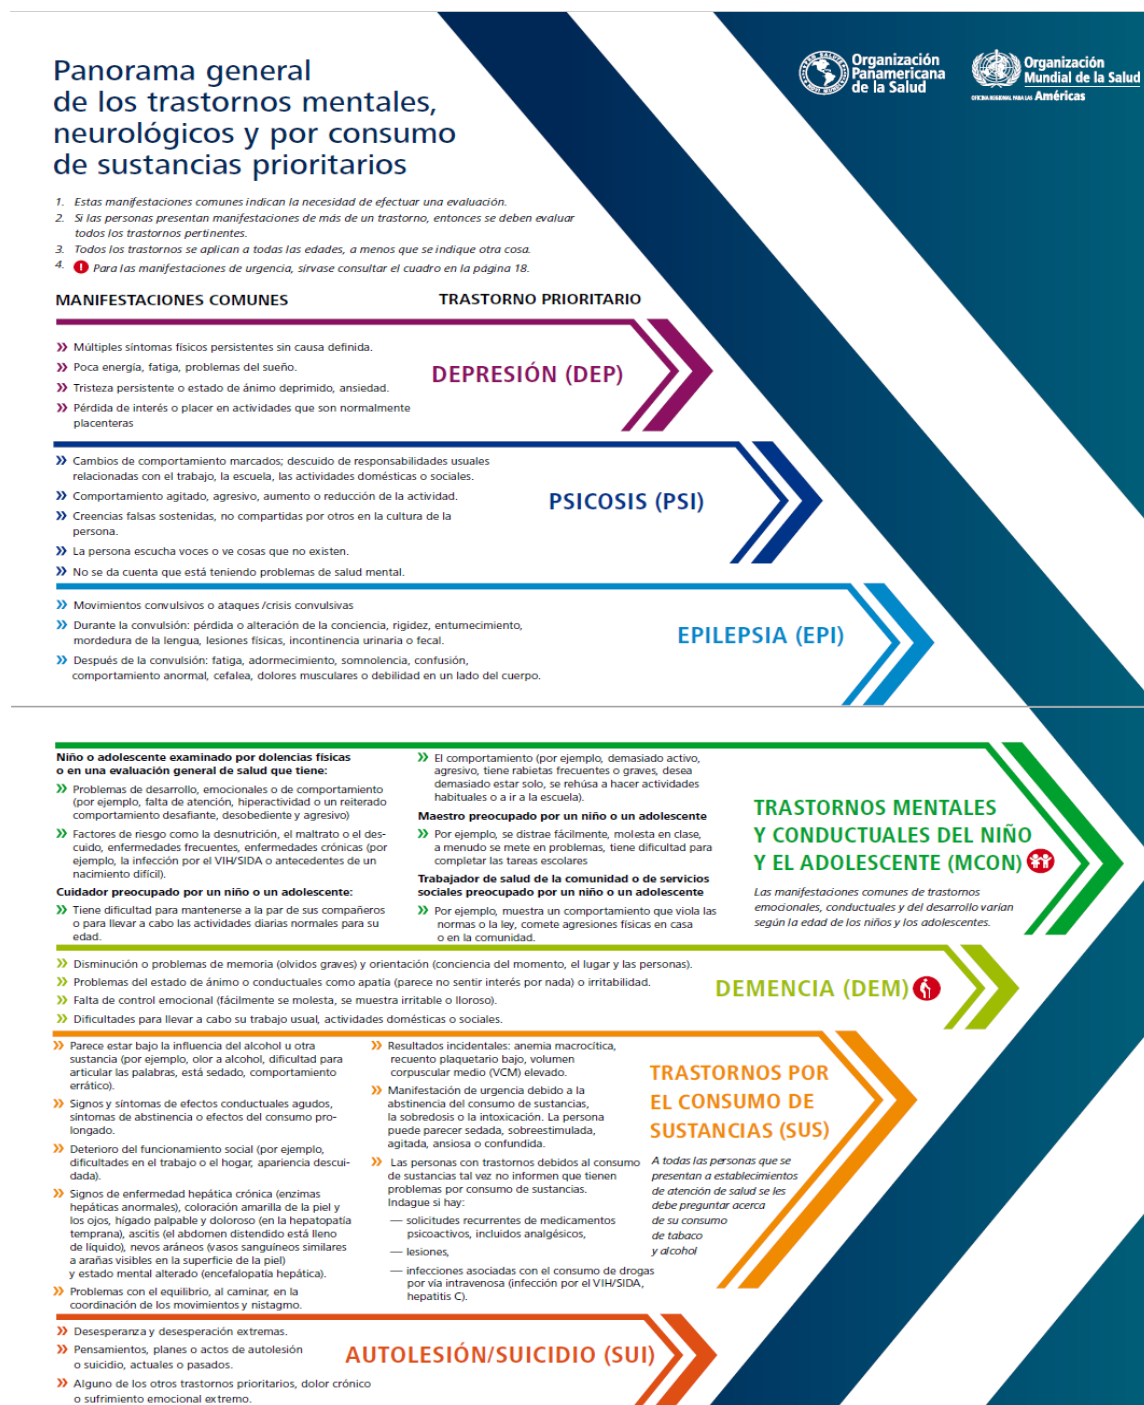 Panorama general
de los trastornos mentales,
neurológicos y por consumo
de sustancias prioritarios
Organización
Panamericana
de la Salud
Organización
Mundial de la Salud
OFICINA REGIONAL PARA LAS Américas
1. Estas manifestaciones comunes indican la necesidad de efectuar una evaluación.
2. Si las personas presentan manifestaciones de más de un trastorno, entonces se deben evaluar
todos los trastornos pertinentes.
3. Todos los trastornos se aplican a todas las edades, a menos que se indique otra cosa.
4. ! Para las manifestaciones de urgencia, sírvase consultar el cuadro en la página 18.
MANIFESTACIONES COMUNES
TRASTORNO PRIORITARIO
» Múltiples síntomas físicos persistentes sin causa definida.
» Poca energía, fatiga, problemas del sueño.
» Tristeza persistente o estado de ánimo deprimido, ansiedad.
» Pérdida de interés o placer en actividades que son normalmente
placenteras
DEPRESIÓN (DEP)
» Cambios de comportamiento marcados; descuido de responsabilidades usuales
relacionadas con el trabajo, la escuela, las actividades domésticas o sociales.
» Comportamiento agitado, agresivo, aumento o reducción de la actividad.
» Creencias falsas sostenidas, no compartidas por otros en la cultura de la
persona.
» La persona escucha voces o ve cosas que no existen.
» No se da cuenta que está teniendo problemas de salud mental.
PSICOSIS (PSI)
» Movimientos convulsivos o ataques /crisis convulsivas
» Durante la convulsión: pérdida o alteración de la conciencia, rigidez, entumecimiento,
mordedura de la lengua, lesiones físicas, incontinencia urinaria o fecal.
» Después de la convulsión: fatiga, adormecimiento, somnolencia, confusión,
comportamiento anormal, cefalea, dolores musculares o debilidad en un lado del cuerpo.
EPILEPSIA (EPI)
Niño o adolescente examinado por dolencias físicas
o en una evaluación general de salud que tiene:
» Problemas de desarrollo, emocionales o de comportamiento
(por ejemplo, falta de atención, hiperactividad o un reiterado
comportamiento desafiante, desobediente y agresivo)
» Factores de riesgo como la desnutrición, el maltrato o el des-
cuido, enfermedades frecuentes, enfermedades crónicas (por
ejemplo, la infección por el VIH/SIDA o antecedentes de un
nacimiento difícil).
Cuidador preocupado por un niño o un adolescente:
» Tiene dificultad para mantenerse a la par de sus compañeros
o para llevar a cabo las actividades diarias normales para su
edad.
» El comportamiento (por ejemplo, demasiado activo,
agresivo, tiene rabietas frecuentes o graves, desea
demasiado estar solo, se rehúsa a hacer actividades
habituales o a ir a la escuela).
Maestro preocupado por un niño o un adolescente
» Por ejemplo, se distrae fácilmente, molesta en clase,
a menudo se mete en problemas, tiene dificultad para
completar las tareas escolares
Trabajador de salud de la comunidad o de servicios
sociales preocupado por un niño o un adolescente
» Por ejemplo, muestra un comportamiento que viola las
normas o la ley, comete agresiones físicas en casa
o en la comunidad.
TRASTORNOS MENTALES
Y CONDUCTUALES DEL NIÑO
Y EL ADOLESCENTE (MCON)
Las manifestaciones comunes de trastornos
emocionales, conductuales y del desarrollo varían
según la edad de los niños y los adolescentes.
» Disminución o problemas de memoria (olvidos graves) y orientación (conciencia del momento, el lugar y las personas).
» Problemas del estado de ánimo o conductuales como apatía (parece no sentir interés por nada) o irritabilidad.
» Falta de control emocional (fácilmente se molesta, se muestra irritable o lloroso).
» Dificultades para llevar a cabo su trabajo usual, actividades domésticas o sociales.
DEMENCIA (DEM)
» Parece estar bajo la influencia del alcohol u otra
sustancia (por ejemplo, olor a alcohol, dificultad para
articular las palabras, está sedado, comportamiento
errático).
» Signos y síntomas de efectos conductuales agudos,
síntomas de abstinencia o efectos del consumo pro-
longado.
» Deterioro del funcionamiento social (por ejemplo,
dificultades en el trabajo o el hogar, apariencia descui-
dada).
» Signos de enfermedad hepática crónica (enzimas
hepáticas anormales), coloración amarilla de la piel y
los ojos, hígado palpable y doloroso (en la hepatopatía
temprana), ascitis (el abdomen distendido está lleno
de líquido), nevos aráneos (vasos sanguíneos similares
a arañas visibles en la superficie de la piel)
y estado mental alterado (encefalopatía hepática).
» Problemas con el equilibrio, al caminar, en la
coordinación de los movimientos y nistagmo.
» Resultados incidentales: anemia macrocítica,
recuento plaquetario bajo, volumen
corpuscular medio (VCM) elevado.
» Manifestación de urgencia debido a la
abstinencia del consumo de sustancias,
la sobredosis o la intoxicación. La persona
puede parecer sedada, sobreestimulada,
agitada, ansiosa o confundida.
» Las personas con trastornos debidos al consumo
de sustancias tal vez no informen que tienen
problemas por consumo de sustancias.
Indague si hay:
— solicitudes recurrentes de medicamentos
psicoactivos, incluidos analgésicos,
— lesiones,
— infecciones asociadas con el consumo de drogas
por vía intravenosa (infección por el VIH/SIDA,
hepatitis C).
TRASTORNOS POR
EL CONSUMO DE
SUSTANCIAS (SUS)
A todas las personas que se
presentan a establecimientos
de atención de salud se les
debe preguntar acerca
de su consumo
de tabaco
y alcohol
» Desesperanza y desesperación extremas.
» Pensamientos, planes o actos de autolesión
o suicidio, actuales o pasados.
» Alguno de los otros trastornos prioritarios, dolor crónico
o sufrimiento emocional extremo.
AUTOLESIÓN/SUICIDIO (SUI)